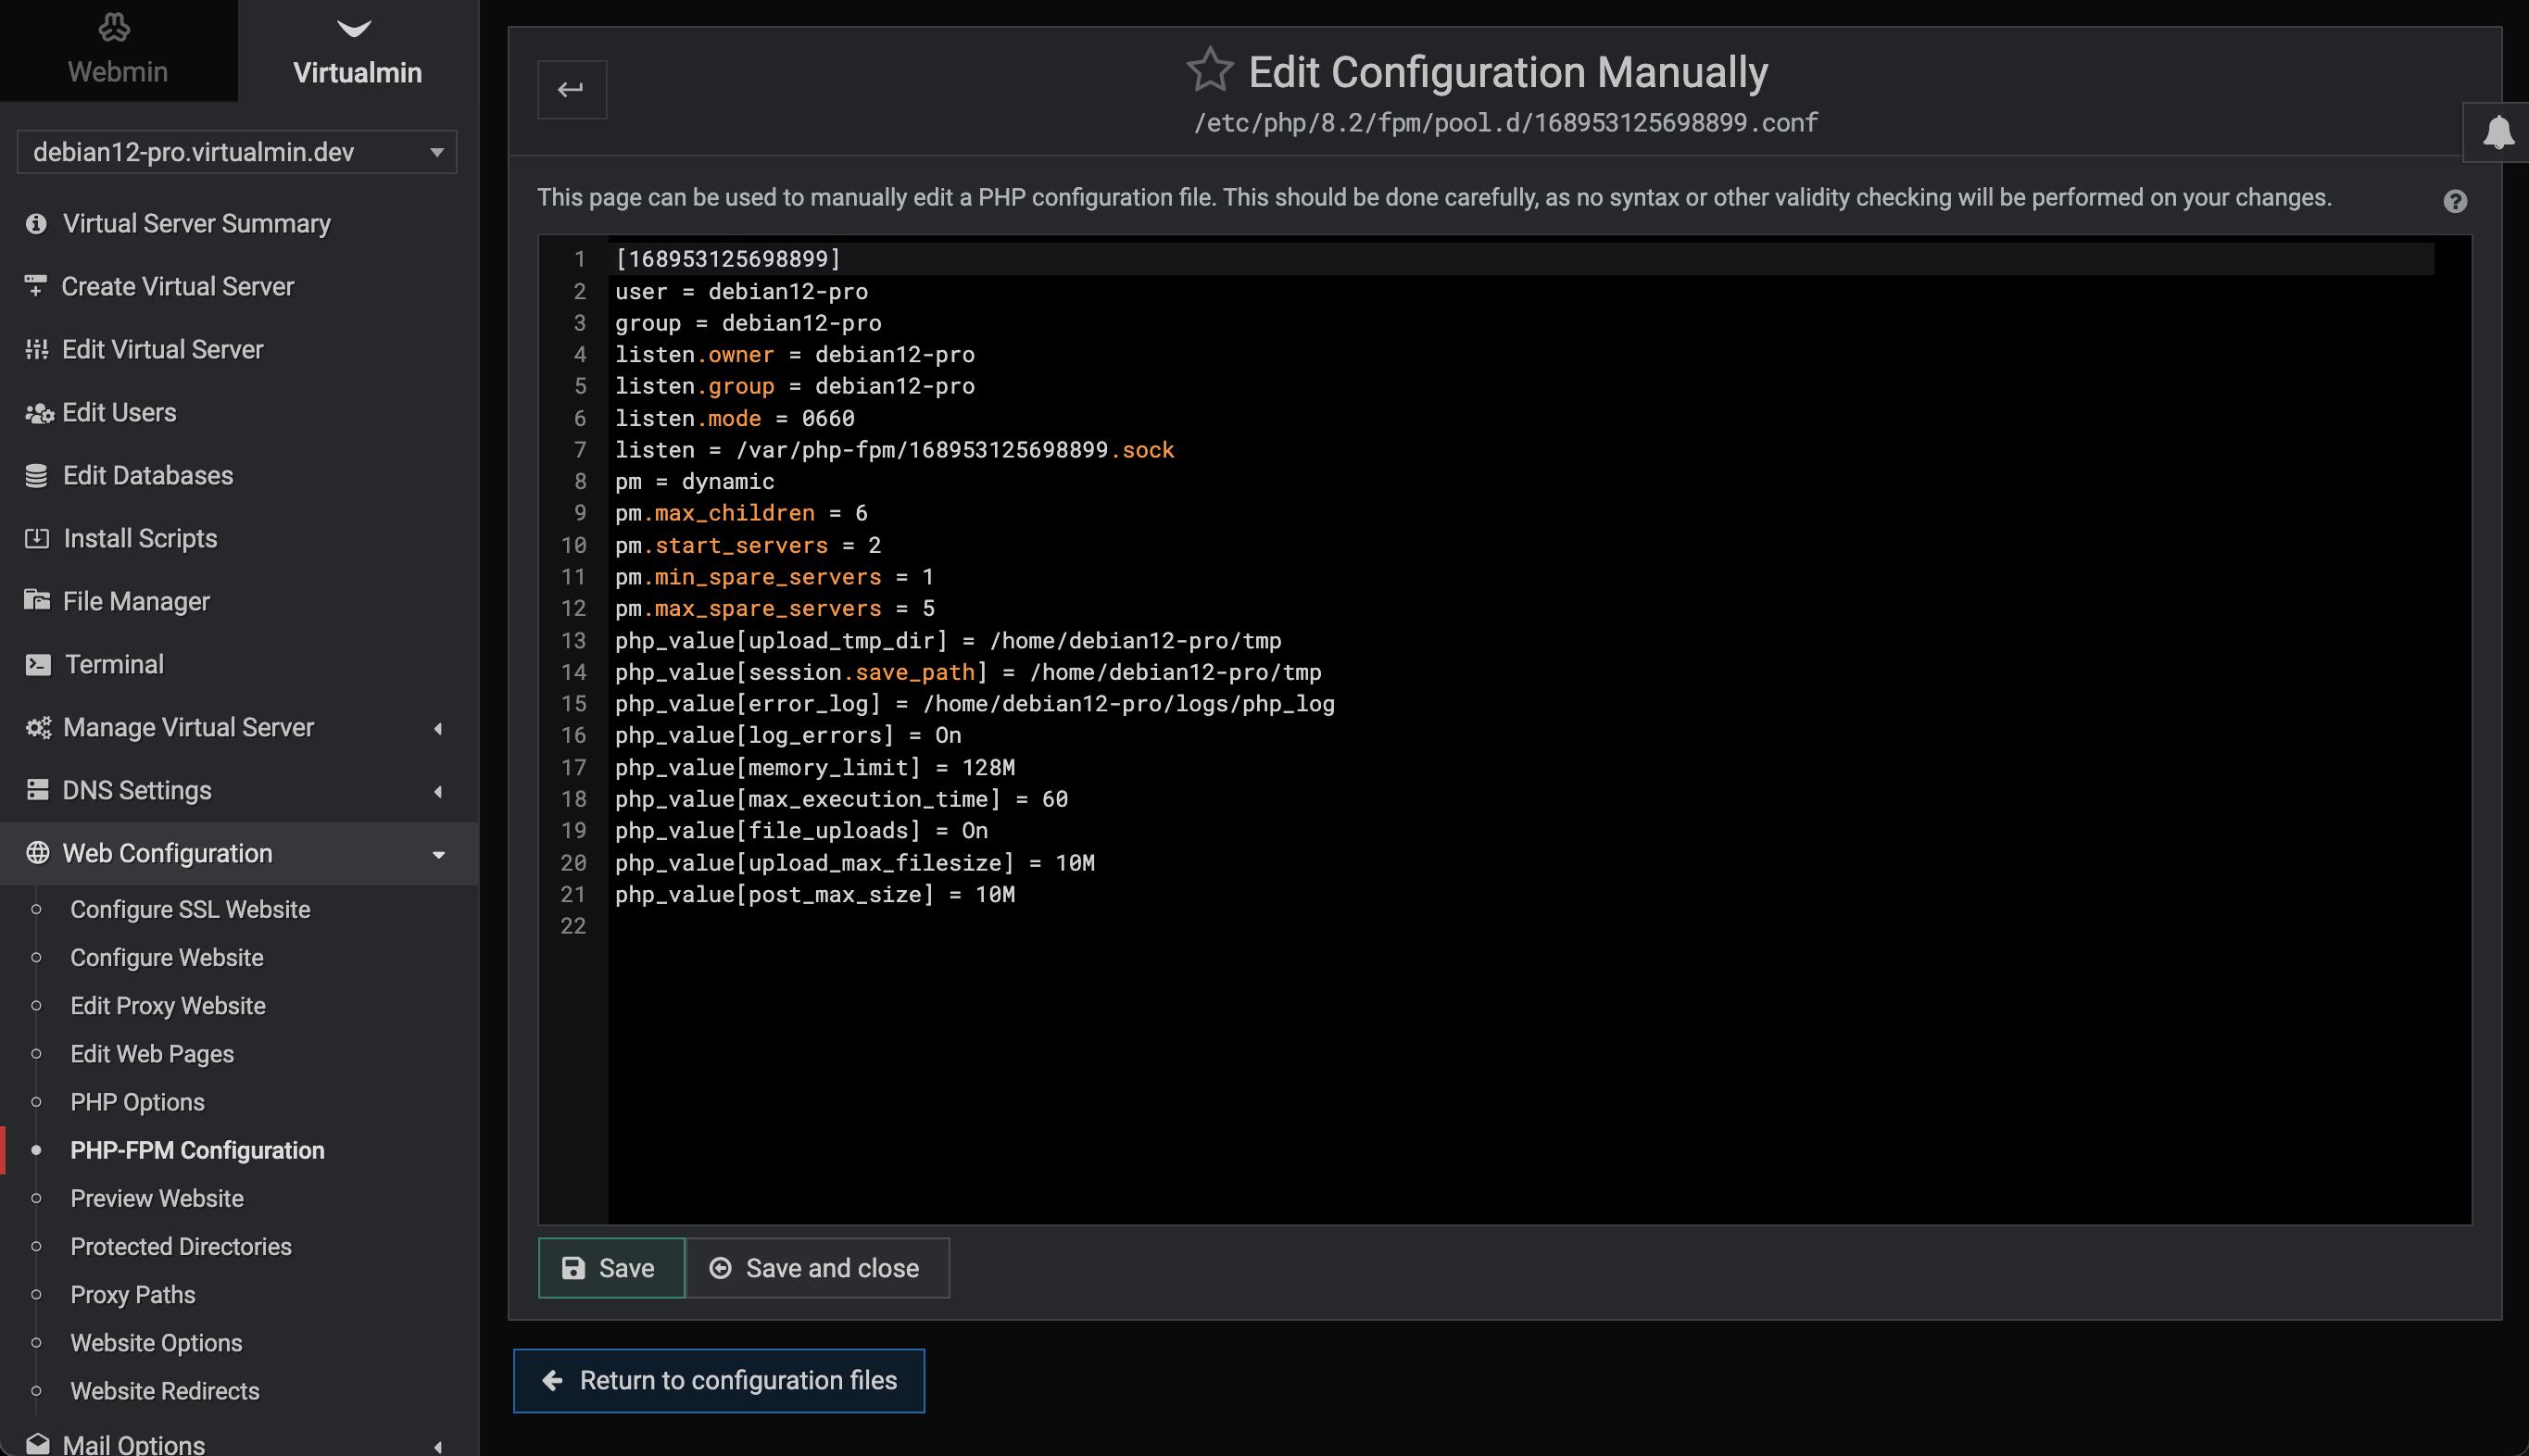 Webmin
Virtualmin
debian12-pro.virtualmin.dev
Virtual Server Summary
Create Virtual Server
Edit Virtual Server
Edit Users
Edit Databases
Install Scripts
File Manager
Terminal
Manage Virtual Server
DNS Settings
Web Configuration
Configure SSL Website
Configure Website
Edit Proxy Website
Edit Web Pages
PHP Options
PHP-FPM Configuration
Preview Website
Protected Directories
Proxy Paths
Website Options
Website Redirects
Mail Options
Edit Configuration Manually
/etc/php/8.2/fpm/pool.d/168953125698899.conf
This page can be used to manually edit a PHP configuration file. This should be done carefully, as no syntax or other validity checking will be performed on your changes.
1 [168953125698899]
2 user = debian12-pro
3 group = debian12-pro
4 listen.owner = debian12-pro
5 listen.group = debian12-pro
6 listen.mode = 0660
7 listen = /var/php-fpm/168953125698899.sock
8 pm = dynamic
9 pm.max_children = 6
10 pm.start_servers = 2
11 pm.min_spare_servers = 1
12 pm.max_spare_servers = 5
13 php_value[upload_tmp_dir] = /home/debian12-pro/tmp
14 php_value[session.save_path] = /home/debian12-pro/tmp
15 php_value[error_log] = /home/debian12-pro/logs/php_log
16 php_value[log_errors] = On
17 php_value[memory_limit] = 128M
18 php_value[max_execution_time] = 60
19 php_value[file_uploads] = On
20 php_value[upload_max_filesize] = 10M
21 php_value[post_max_size] = 10M
22
Save
Save and close
Return to configuration files